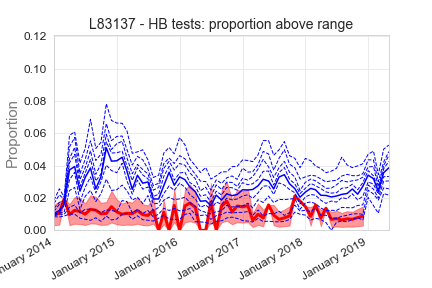 L83137 - HB tests: proportion above range
Proportion
0.12
0.10
0.08
0.06
0.04
0.02
0.00
2014
January 2015
January 2016
January 2017
January 2018
January 2019